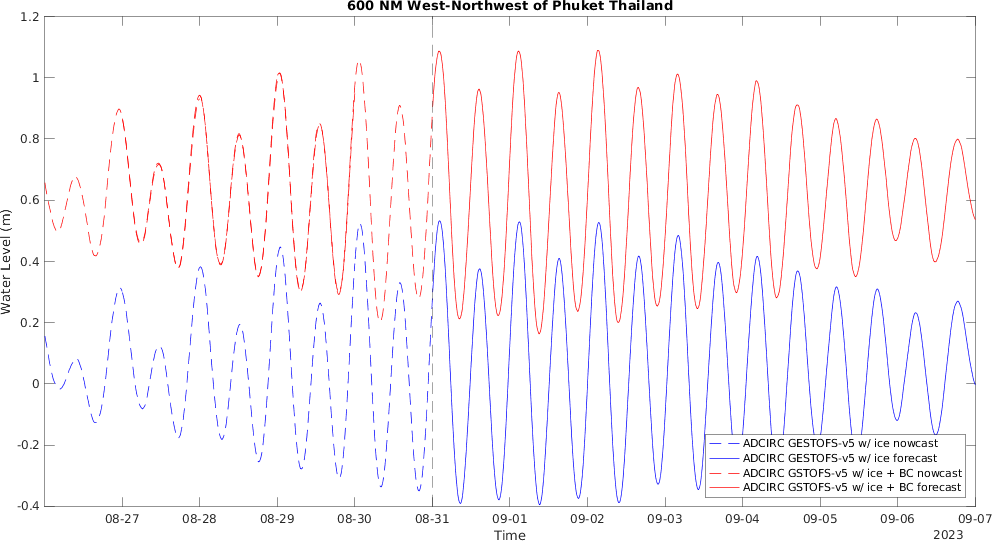 600 NM West-Northwest of Phuket Thailand
1.2
1
0.8
0.6
0.4
0.2
0
-0.2
-0.4
Water Level (m)
ADCIRC GESTOFS-v5 w/ ice nowcast
ADCIRC GESTOFS-v5 w/ ice forecast
ADCIRC GSTOFS-v5 w/ ice + BC nowcast
ADCIRC GSTOFS-v5 w/ ice + BC forecast
08-27 08-28 08-29 08-30 08-31 09-01 09-02 09-03 09-04 09-05 09-06 09-07
Time
2023